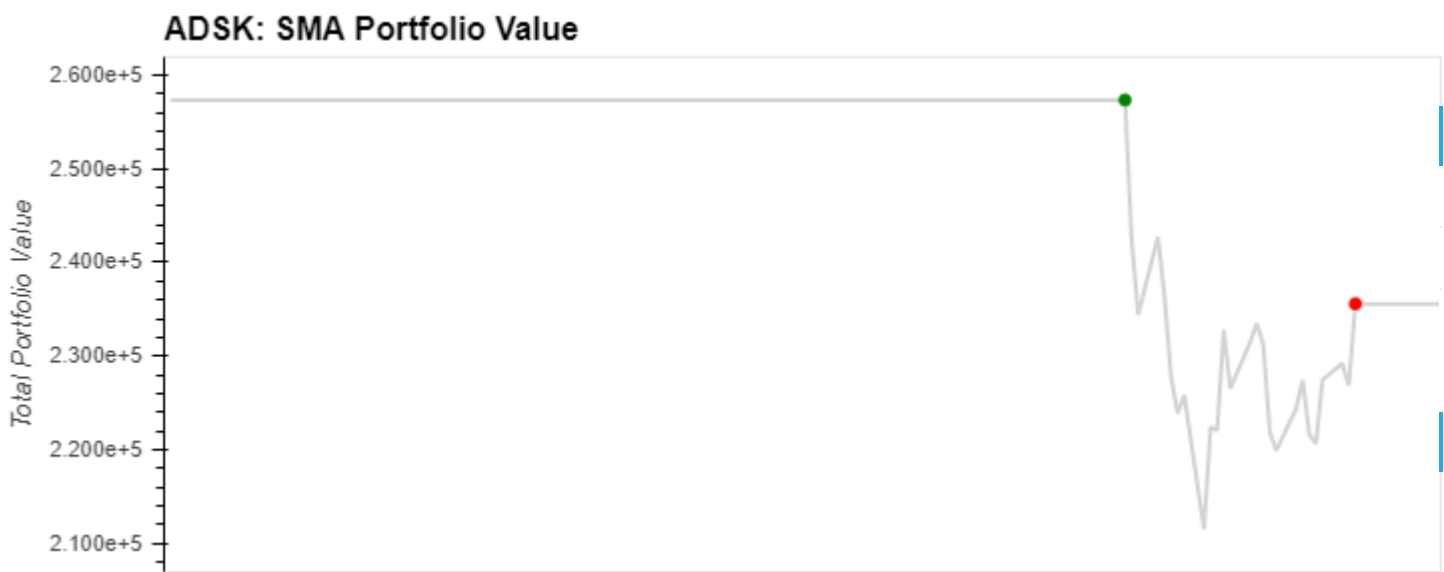 ADSK: SMA Portfolio Value
2.600e+5
2.500e+5
2.400e+5
2.300e+5
2.200e+5
2.100e+5
Total Portfolio Value